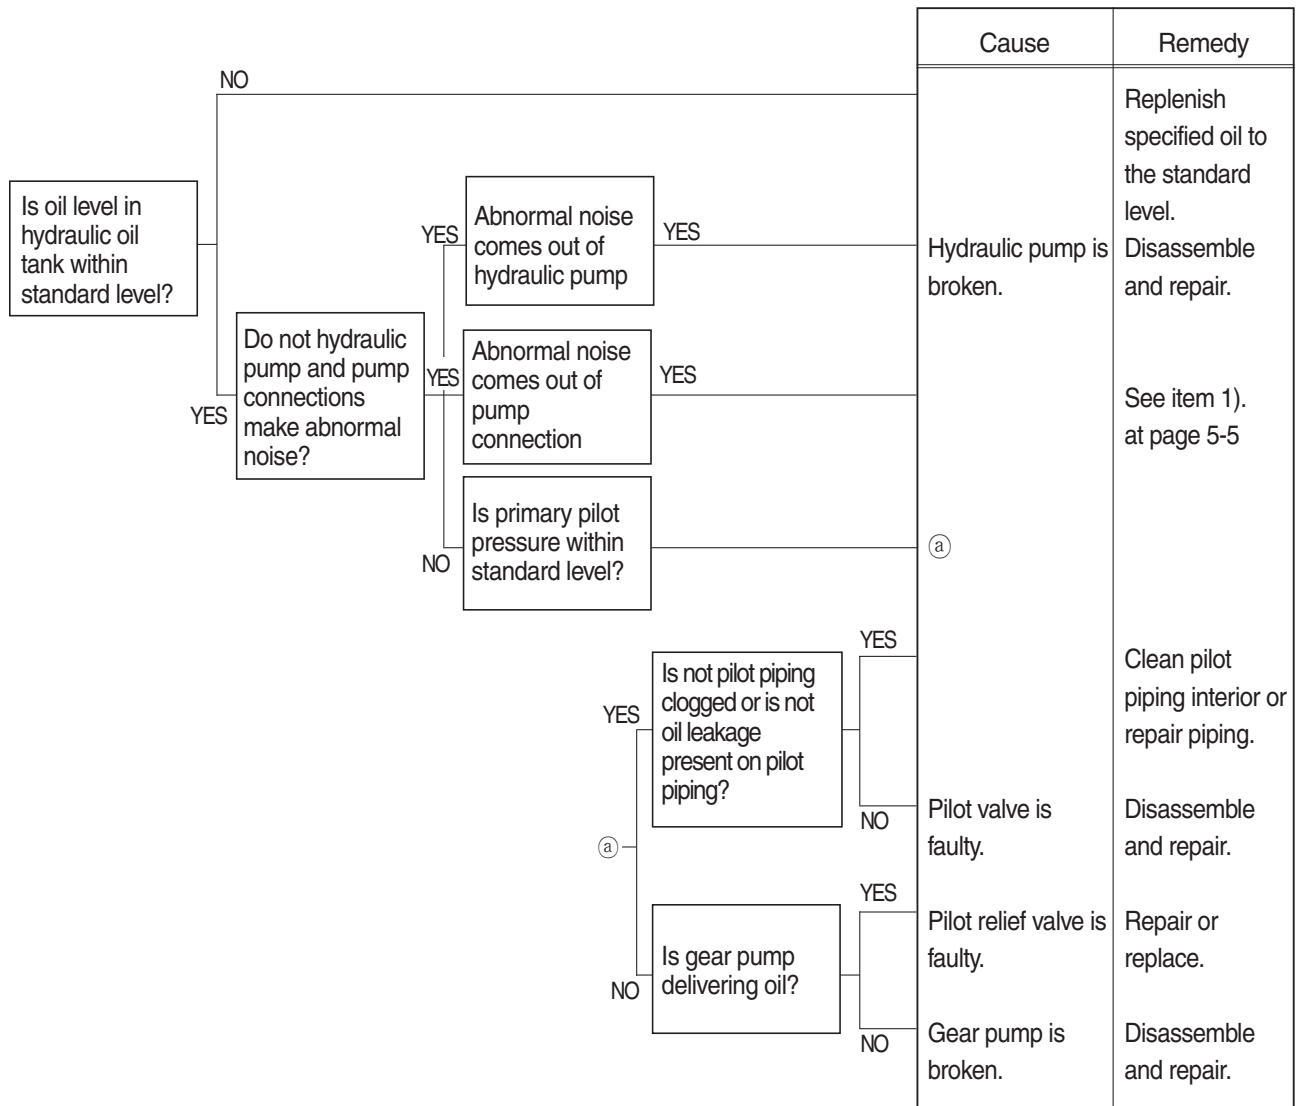 Cause
Remedy
NO
Replenish
specified oil to
the standard
level.
Is oil level in
hydraulic oil
tank within
standard level?
YES
Abnormal noise
comes out of
hydraulic pump
YES
Hydraulic pump is
broken.
Disassemble
and repair.
YES
Do not hydraulic
pump and pump
connections
make abnormal
noise?
YES
Abnormal noise
comes out of
pump
connection
YES
See item 1).
at page 5-5
NO
Is primary pilot
pressure within
standard level?
ⓐ
ⓐ
YES
Is not pilot piping
clogged or is not
oil leakage
present on pilot
piping?
YES
Clean pilot
piping interior or
repair piping.
NO
Pilot valve is
faulty.
Disassemble
and repair.
NO
Is gear pump
delivering oil?
YES
Pilot relief valve is
faulty.
Repair or
replace.
NO
Gear pump is
broken.
Disassemble
and repair.